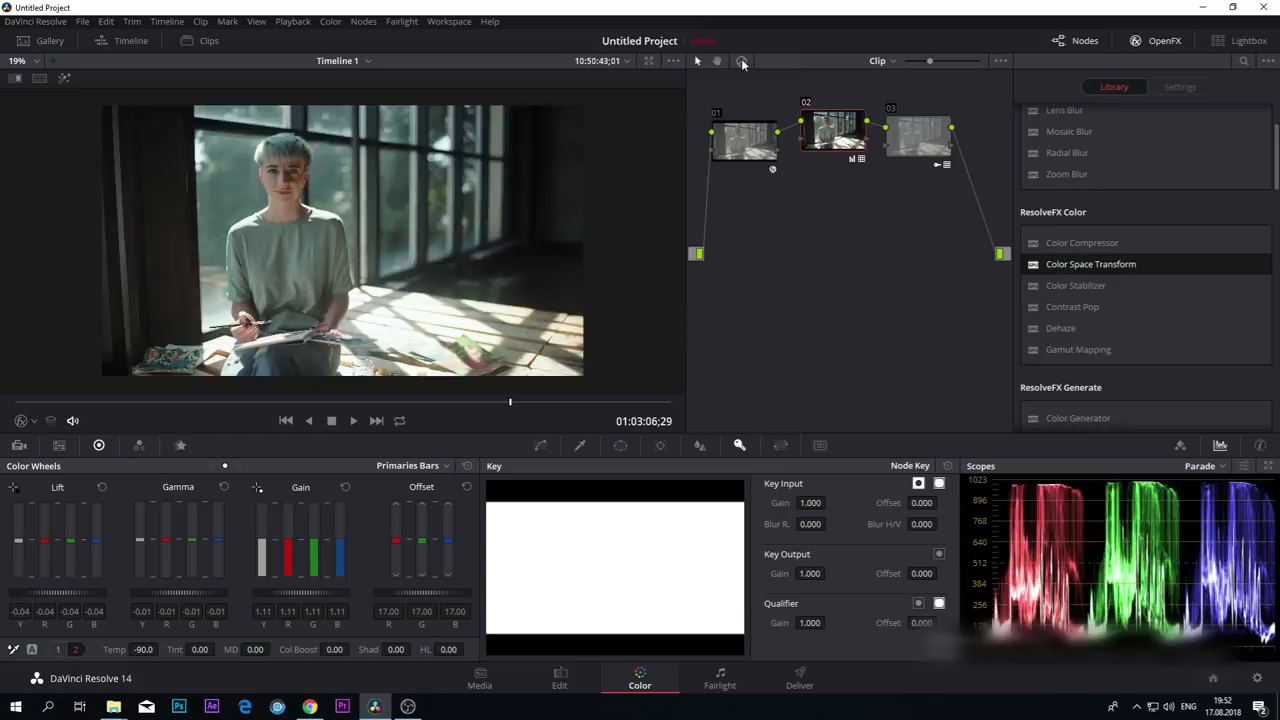 Untitled Project
DaVinci Resolve File Edit Trim Timeline Clip Mark View Playback Color Nodes Fairlight Workspace Help
Gallery Timeline Clips Untitled Project Nodes OpenFX Lightbox
19% Timeline 1 10:50:43;01 Clip Library Settings
01 02 03
Lens Blur
Mosaic Blur
Radial Blur
Zoom Blur
ResolveFX Color
Color Compressor
Color Space Transform
Color Stabilizer
Contrast Pop
Dehaze
Gamut Mapping
ResolveFX Generate
Color Generator
01:03:06;29
Color Wheels Primaries Bars Key Node Key Scopes Parade
Lift Gamma Gain Offset
Key Input
Gain 1.000 Offset 0.000
Blur R. 0.000 Blur H/V 0.000
Key Output
Gain 1.000 Offset 0.000
Qualifier
Gain 1.000 Offset 0.000
1023
896
768
640
512
384
256
128
-0.04 -0.04 -0.04 -0.04 -0.01 -0.01 -0.01 -0.01 1.11 1.11 1.11 1.11 17.00 17.00 17.00
Y R G B Y R G B Y R G B R G B
A 1 2 Temp -90.0 Tint 0.00 MD 0.00 Col Boost 0.00 Shad 0.00 HL 0.00
DaVinci Resolve 14 Media Edit Color Fairlight Deliver
Ps Ae Pr ENG 19:52
17.08.2018 2